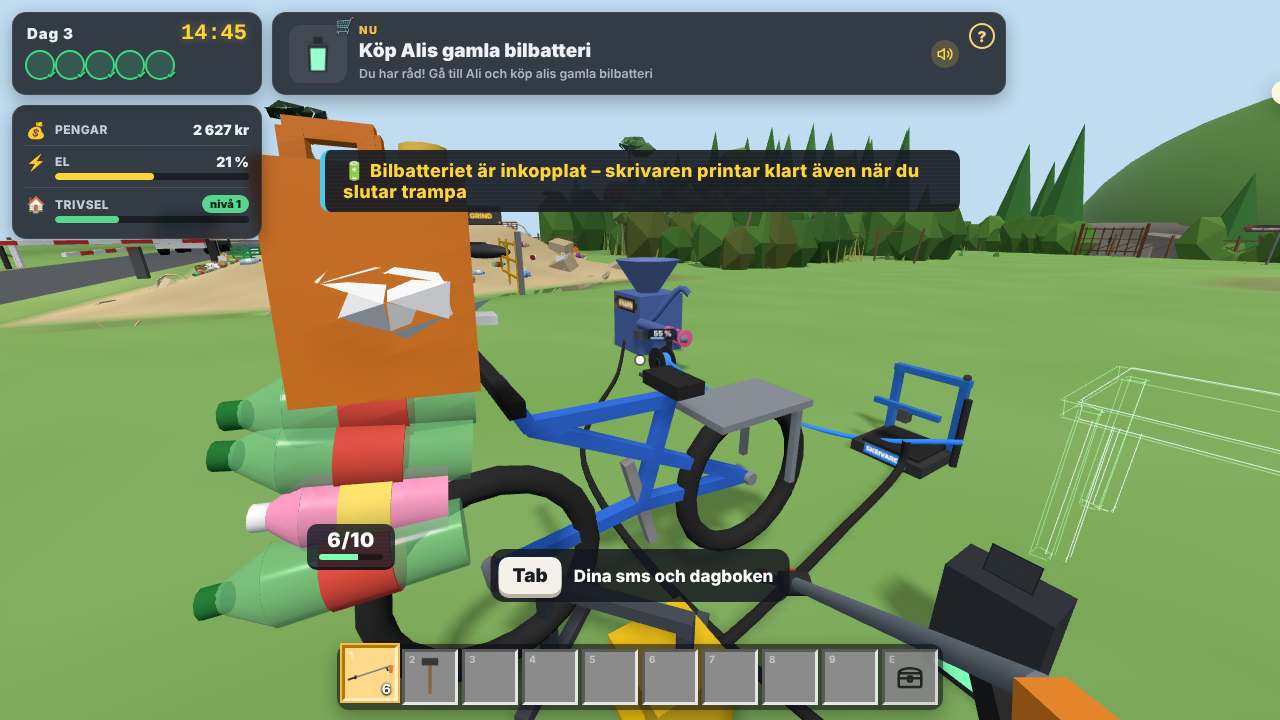 Dag 3
14:45
NU
Köp Alis gamla bilbatteri
Du har råd! Gå till Ali och köp alis gamla bilbatteri
?
PENGAR
2 627 kr
EL
21 %
TRIVSEL
nivå 1
Bilbatteriet är inkopplat – skrivaren printar klart även när du
slutar trampa
GRIND
55 %
SKRIVARE
6/10
Tab
Dina sms och dagboken
6
2
3
4
5
6
7
8
9
E